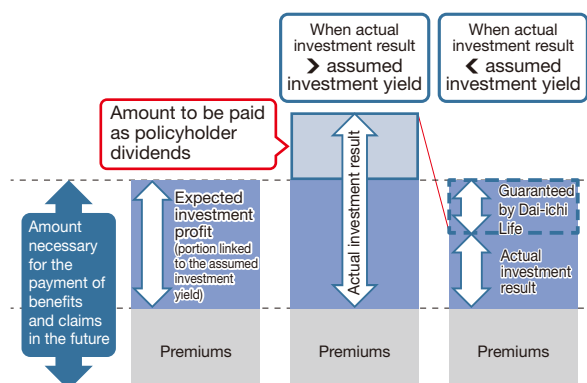 When actual
investment result
> assumed
investment yield
When actual
investment result
< assumed
investment yield
Amount to be paid
as policyholder
dividends
Amount
necessary
for the
payment of
benefits
and claims
in the future
Expected
investment
profit
(portion linked
to the assumed
investment
yield)
Actual investment result
Guaranteed
by Dai-ichi
Life
Actual
investment
result
Premiums
Premiums
Premiums